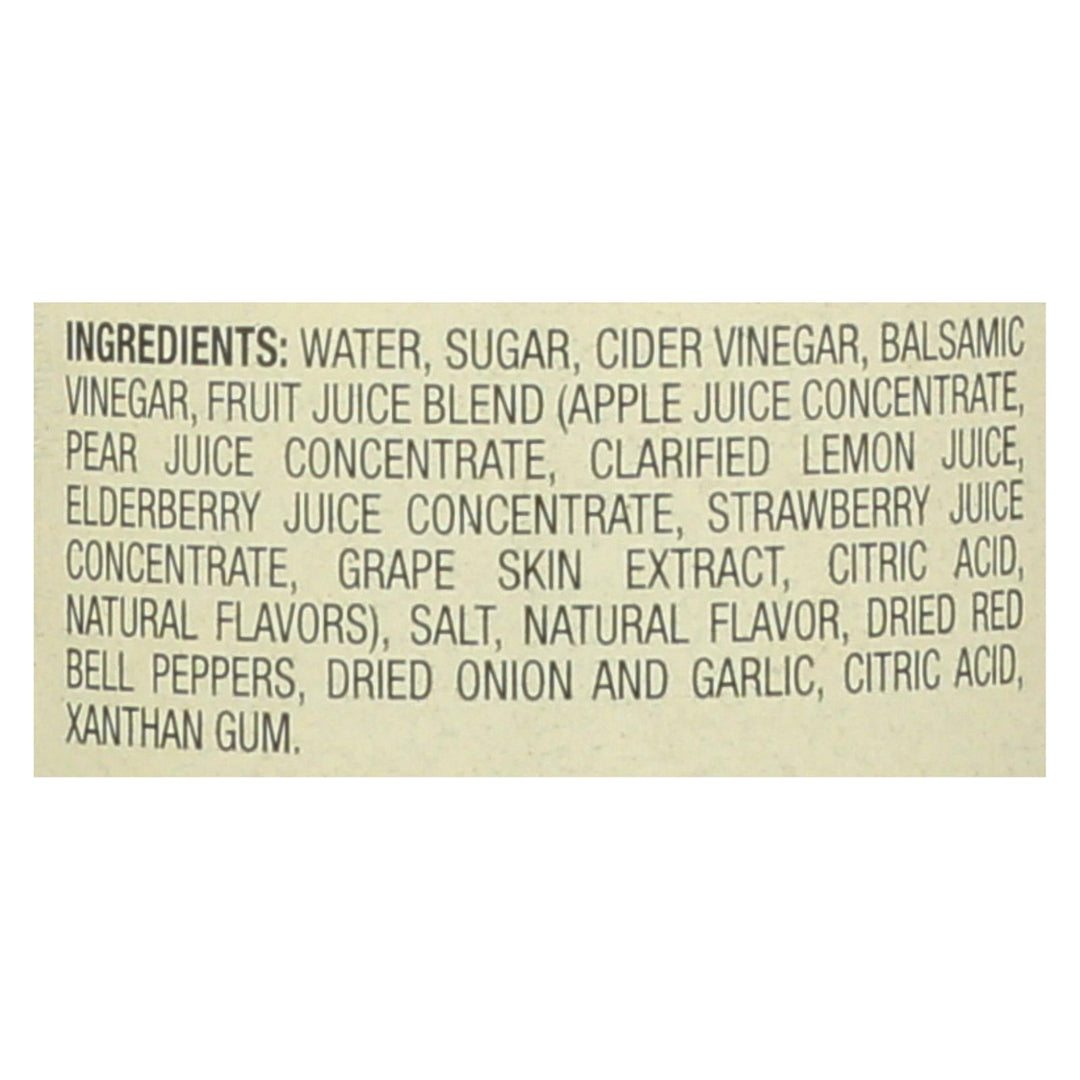 INGREDIENTS: WATER, SUGAR, CIDER VINEGAR, BALSAMIC
VINEGAR, FRUIT JUICE BLEND (APPLE JUICE CONCENTRATE,
PEAR JUICE CONCENTRATE, CLARIFIED LEMON JUICE,
ELDERBERRY JUICE CONCENTRATE, STRAWBERRY JUICE
CONCENTRATE, GRAPE SKIN EXTRACT, CITRIC ACID,
NATURAL FLAVORS), SALT, NATURAL FLAVOR, DRIED RED
BELL PEPPERS, DRIED ONION AND GARLIC, CITRIC ACID,
XANTHAN GUM.